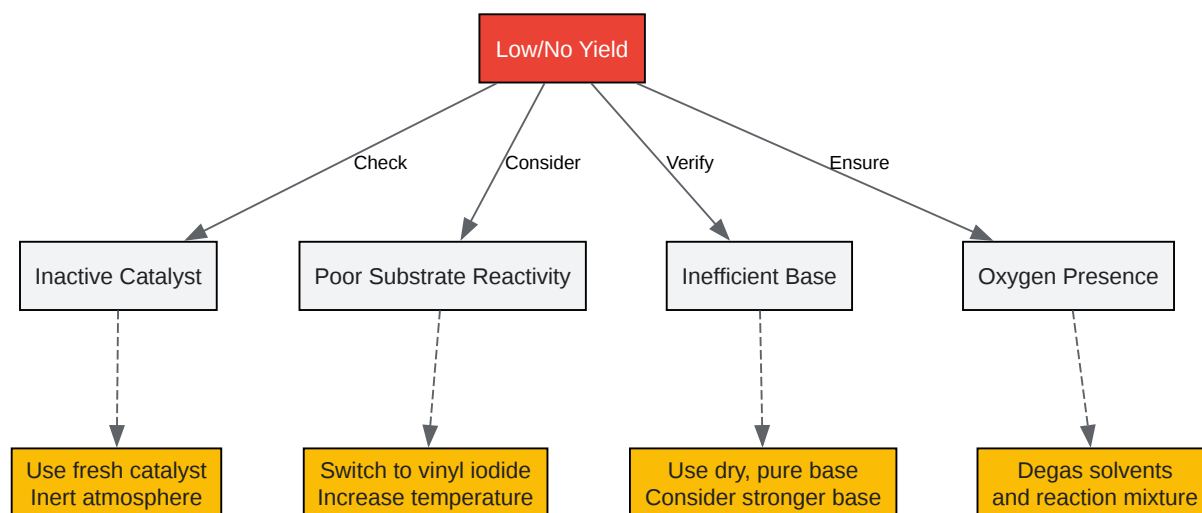 Low/No Yield
Check
Consider
Verify
Ensure
Inactive Catalyst
Poor Substrate Reactivity
Inefficient Base
Oxygen Presence
Use fresh catalyst
Inert atmosphere
Switch to vinyl iodide
Increase temperature
Use dry, pure base
Consider stronger base
Degas solvents
and reaction mixture